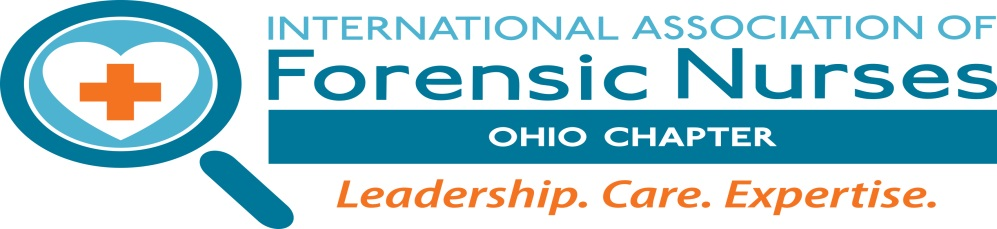 INTERNATIONAL ASSOCIATION OF
Forensic Nurses
OHIO CHAPTER
Leadership. Care. Expertise.